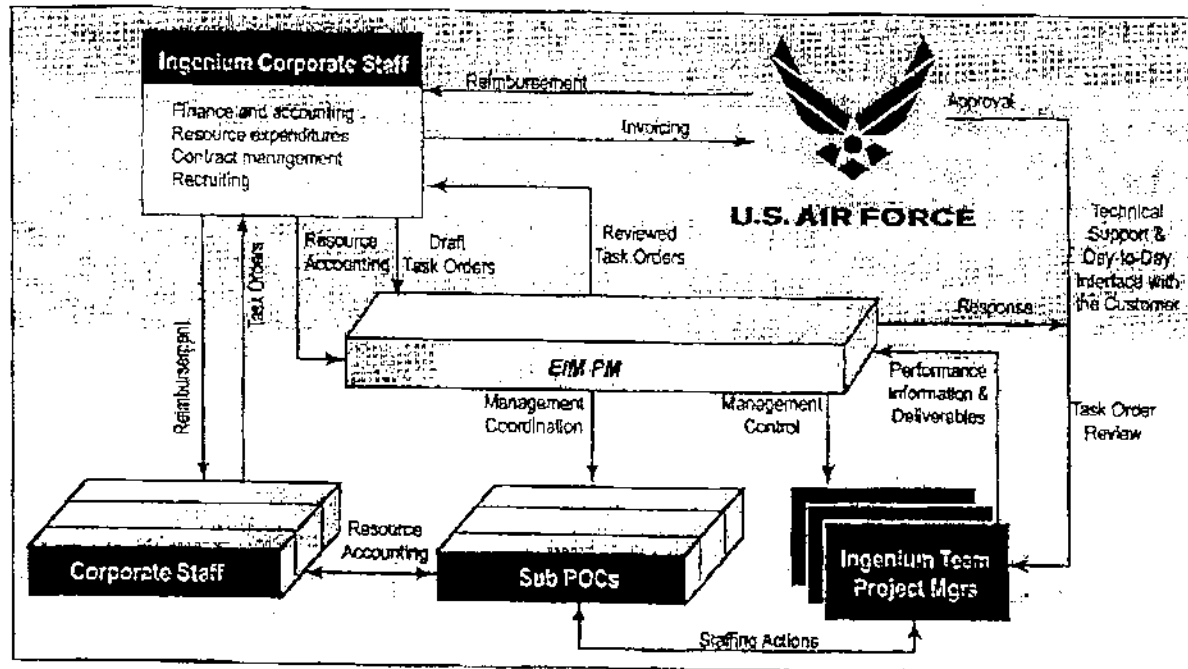 Ingenium Corporate Staff
Finance and accounting
Resource expenditures
Contract management
Recruiting
Reimbursement
Invoicing
Approval
U.S. AIR FORCE
Resource
Accounting
Draft
Task Orders
Reviewed
Task Orders
Technical
Support &
Day-to-Day
Interface with
the Customer
Reimbursement
Task Orders
Response
EIM PM
Management
Coordination
Management
Control
Performance
Information &
Deliverables
Task Order
Review
Corporate Staff
Resource
Accounting
Sub POCs
Ingenium Team
Project Mgrs
Staffing Actions